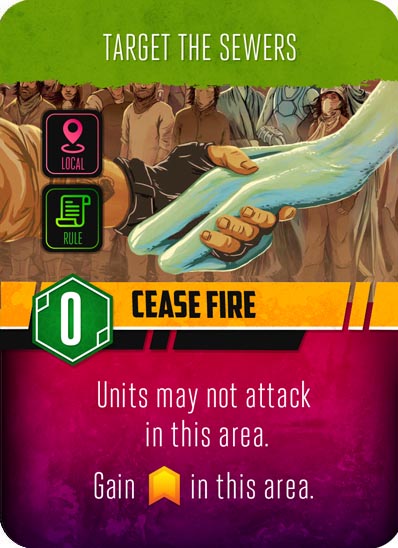 TARGET THE SEWERS
LOCAL
RULE
0
CEASE FIRE
Units may not attack
in this area.
Gain in this area.